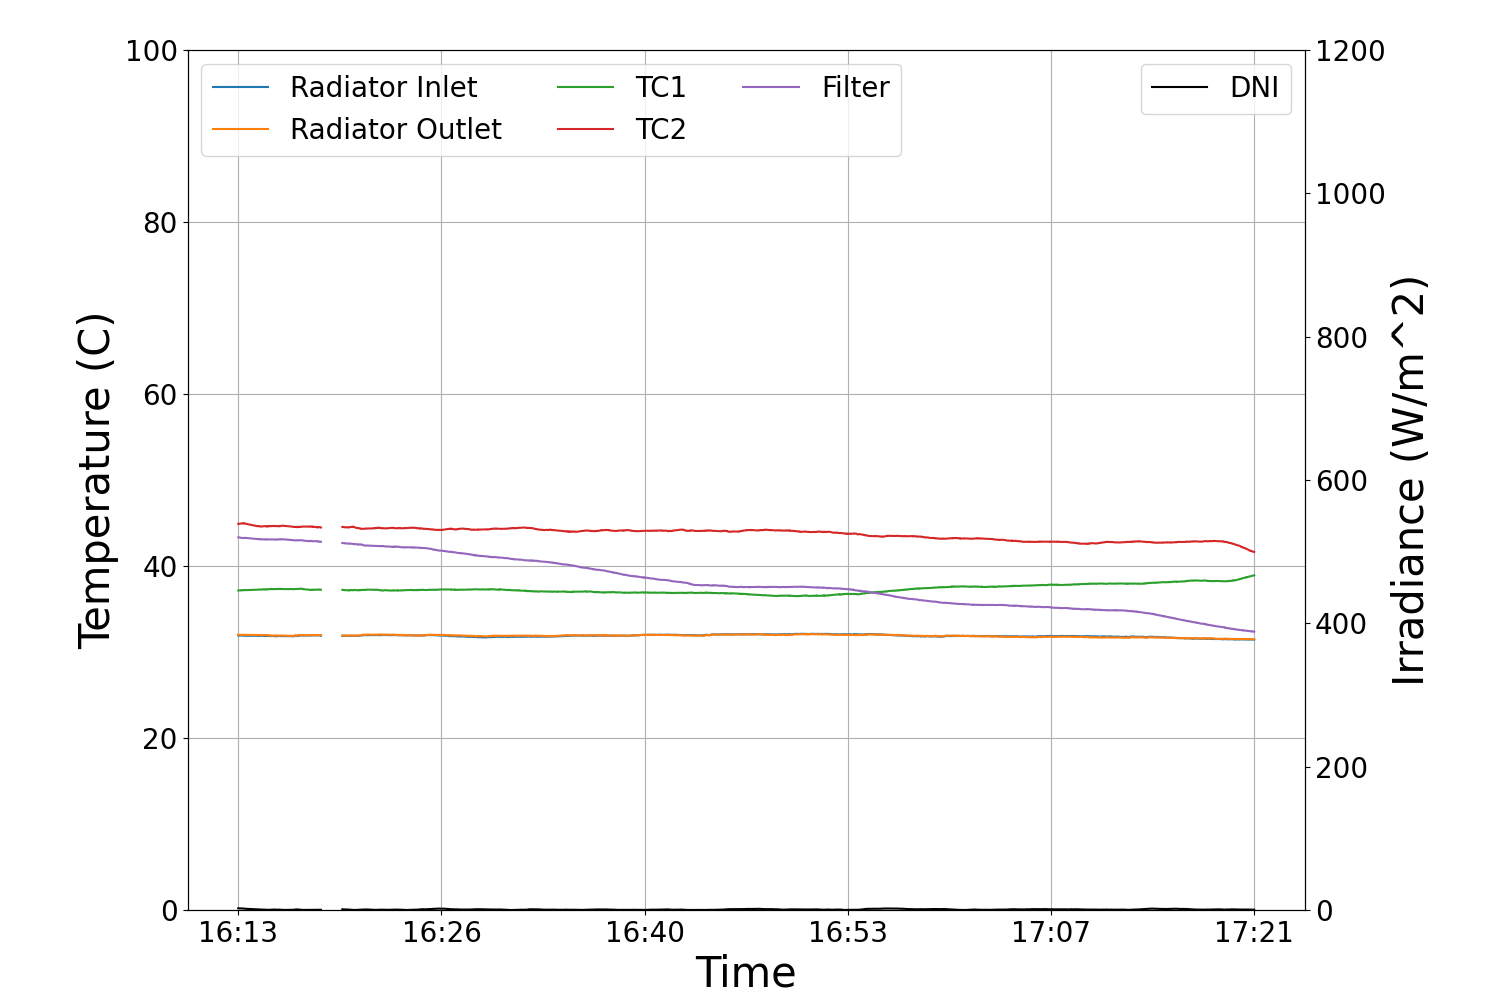 Radiator Inlet
Radiator Outlet
TC1
TC2
Filter
DNI
Temperature (C)
100
80
60
40
20
0
Irradiance (W/m^2)
1200
1000
800
600
400
200
0
16:13 16:26 16:40 16:53 17:07 17:21
Time